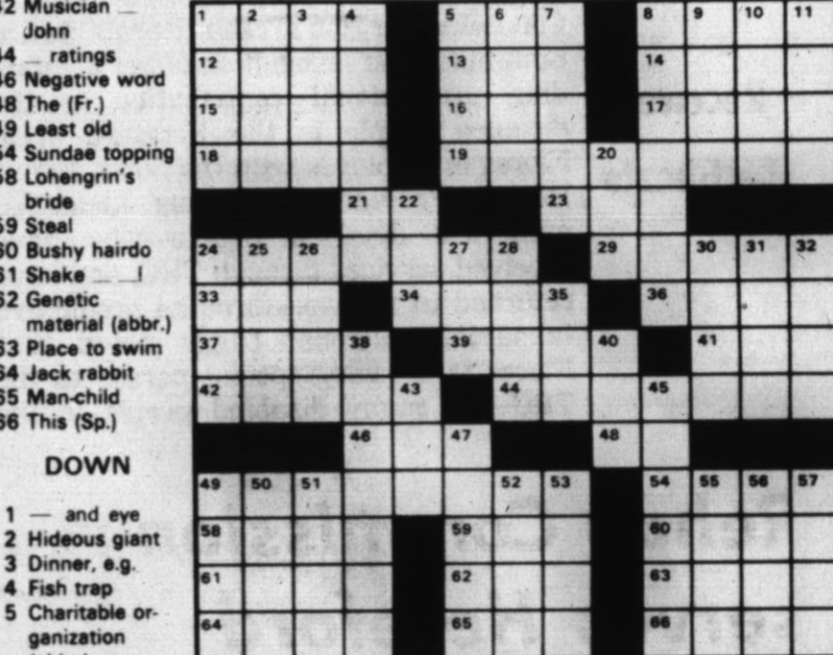 42 Musician _
John
44 _ ratings
46 Negative word
48 The (Fr.)
49 Least old
54 Sundae topping
58 Lohengrin's
bride
59 Steal
60 Bushy hairdo
61 Shake _ _ !
62 Genetic
material (abbr.)
63 Place to swim
64 Jack rabbit
65 Man-child
66 This (Sp.)
DOWN
1 — and eye
2 Hideous giant
3 Dinner, e.g.
4 Fish trap
5 Charitable or-
ganization
1 2 3 4 5 6 7 8 9 10 11
12 13 14
15 16 17
18 19 20
21 22 23
24 25 26 27 28 29 30 31 32
33 34 35 36
37 38 39 40 41
42 43 44 45
46 47 48
49 50 51 52 53 54 55 56 57
58 59 60
61 62 63
64 65 66